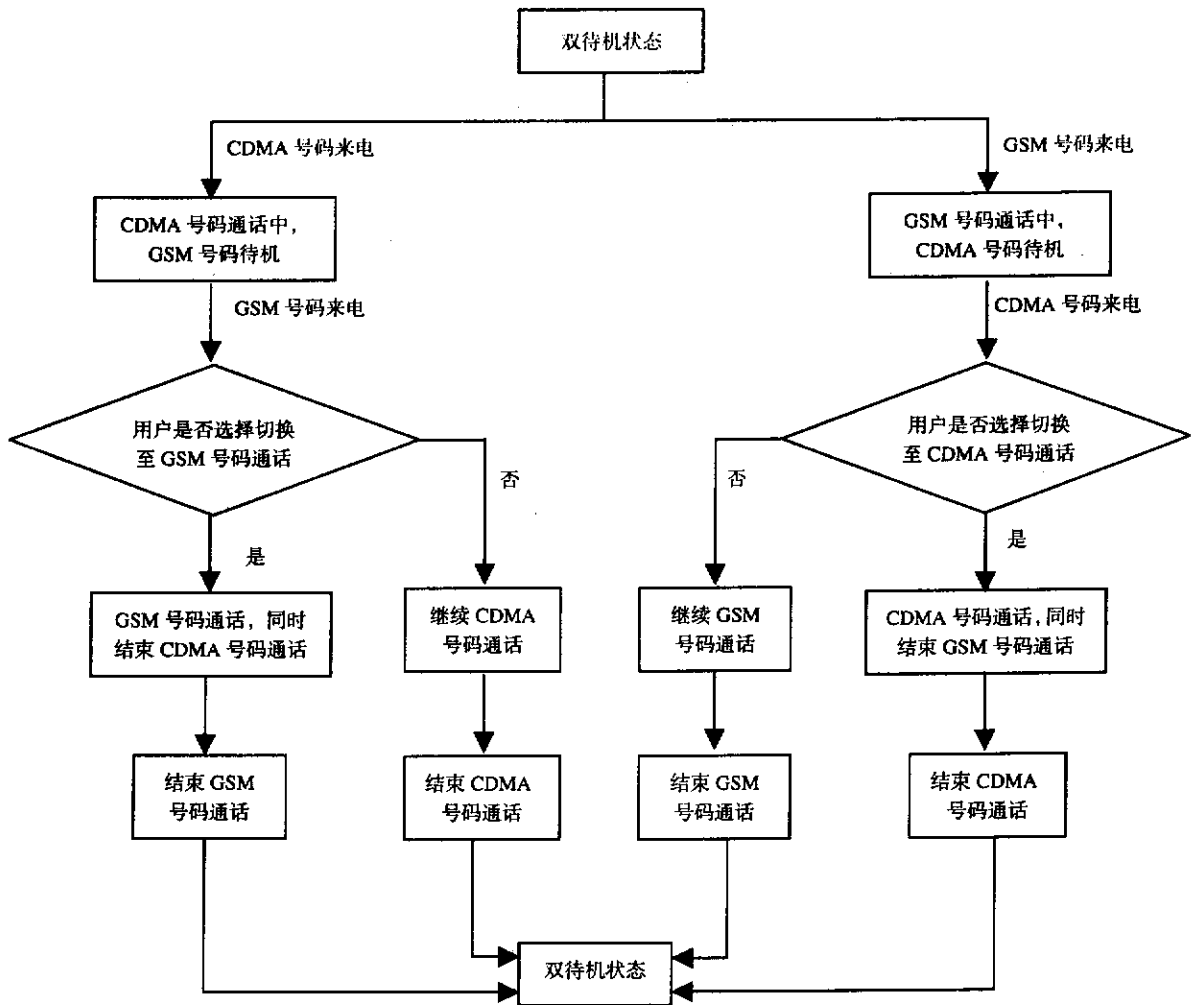 双待机状态
CDMA 号码来电
GSM 号码来电
CDMA 号码通话中，
GSM 号码待机
GSM 号码通话中，
CDMA 号码待机
GSM 号码来电
CDMA 号码来电
用户是否选择切换
至 GSM 号码通话
用户是否选择切换
至 CDMA 号码通话
否
否
是
是
GSM 号码通话，同时
结束 CDMA 号码通话
继续 CDMA
号码通话
继续 GSM
号码通话
CDMA 号码通话，同时
结束 GSM 号码通话
结束 GSM
号码通话
结束 CDMA
号码通话
结束 GSM
号码通话
结束 CDMA
号码通话
双待机状态